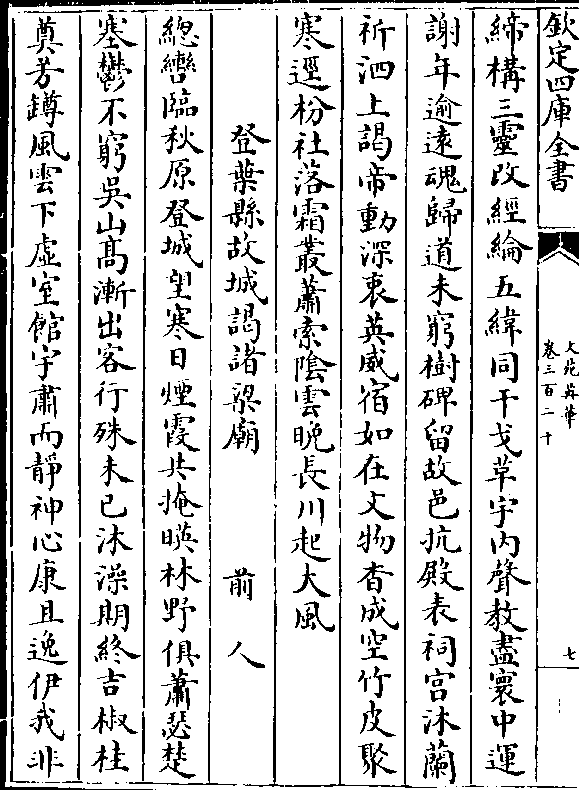 欽定四庫全書
文苑英華
卷三百二十
七
締構三靈改經綸五緯同干戈草宇内聲教盡寰中運
謝年逾遠魂歸道未窮樹碑留故邑抗殿表祠宫沐蘭
祈泗上謁帝動深衷英威宿如在文物杳成空竹皮聚
寒逕枌社落霜叢蕭索陰雲晚長川起大風
登葉縣故城謁諸梁廟 前人
總轡臨秋原登城望寒日煙霞共掩暎林野俱蕭瑟楚
塞鬱不窮吳山髙漸出客行殊未已沐澡期終吉椒桂
奠芳罇風雲下虚室館宇肅而靜神心康且逸伊我非